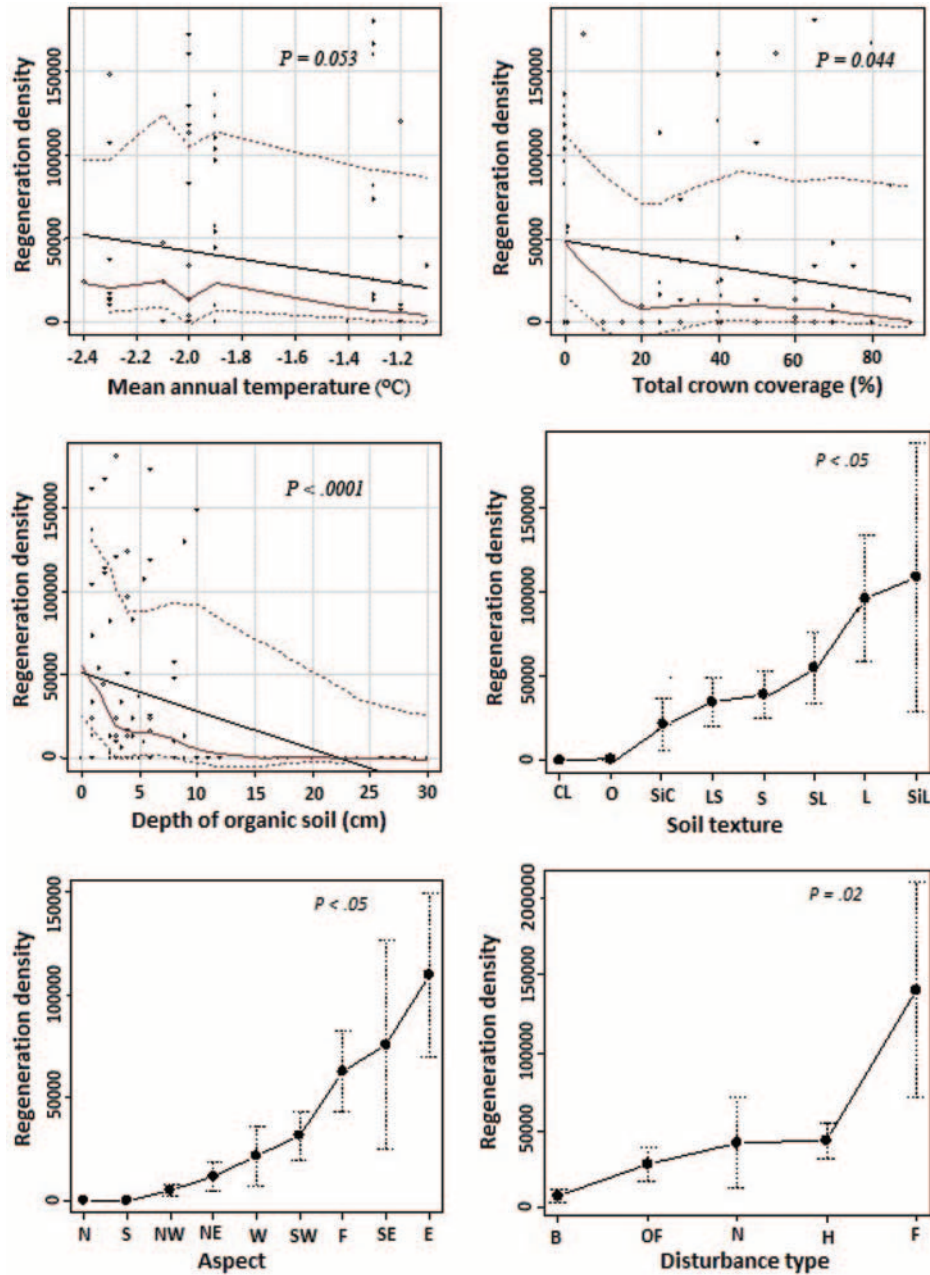 Regeneration density
150000
100000
50000
0
P = 0.053
-2.4 -2.2 -2.0 -1.8 -1.6 -1.4 -1.2
Mean annual temperature (°C)
Regeneration density
150000
100000
50000
0
P = 0.044
0 20 40 60 80
Total crown coverage (%)
Regeneration density
150000
100000
50000
0
P < .0001
0 5 10 15 20 25 30
Depth of organic soil (cm)
Regeneration density
150000
100000
50000
0
P < .05
CL O SiC LS S SL L SiL
Soil texture
Regeneration density
150000
100000
50000
0
P < .05
N S NW NE W SW F SE E
Aspect
Regeneration density
200000
150000
100000
50000
0
P = .02
B OF N H F
Disturbance type